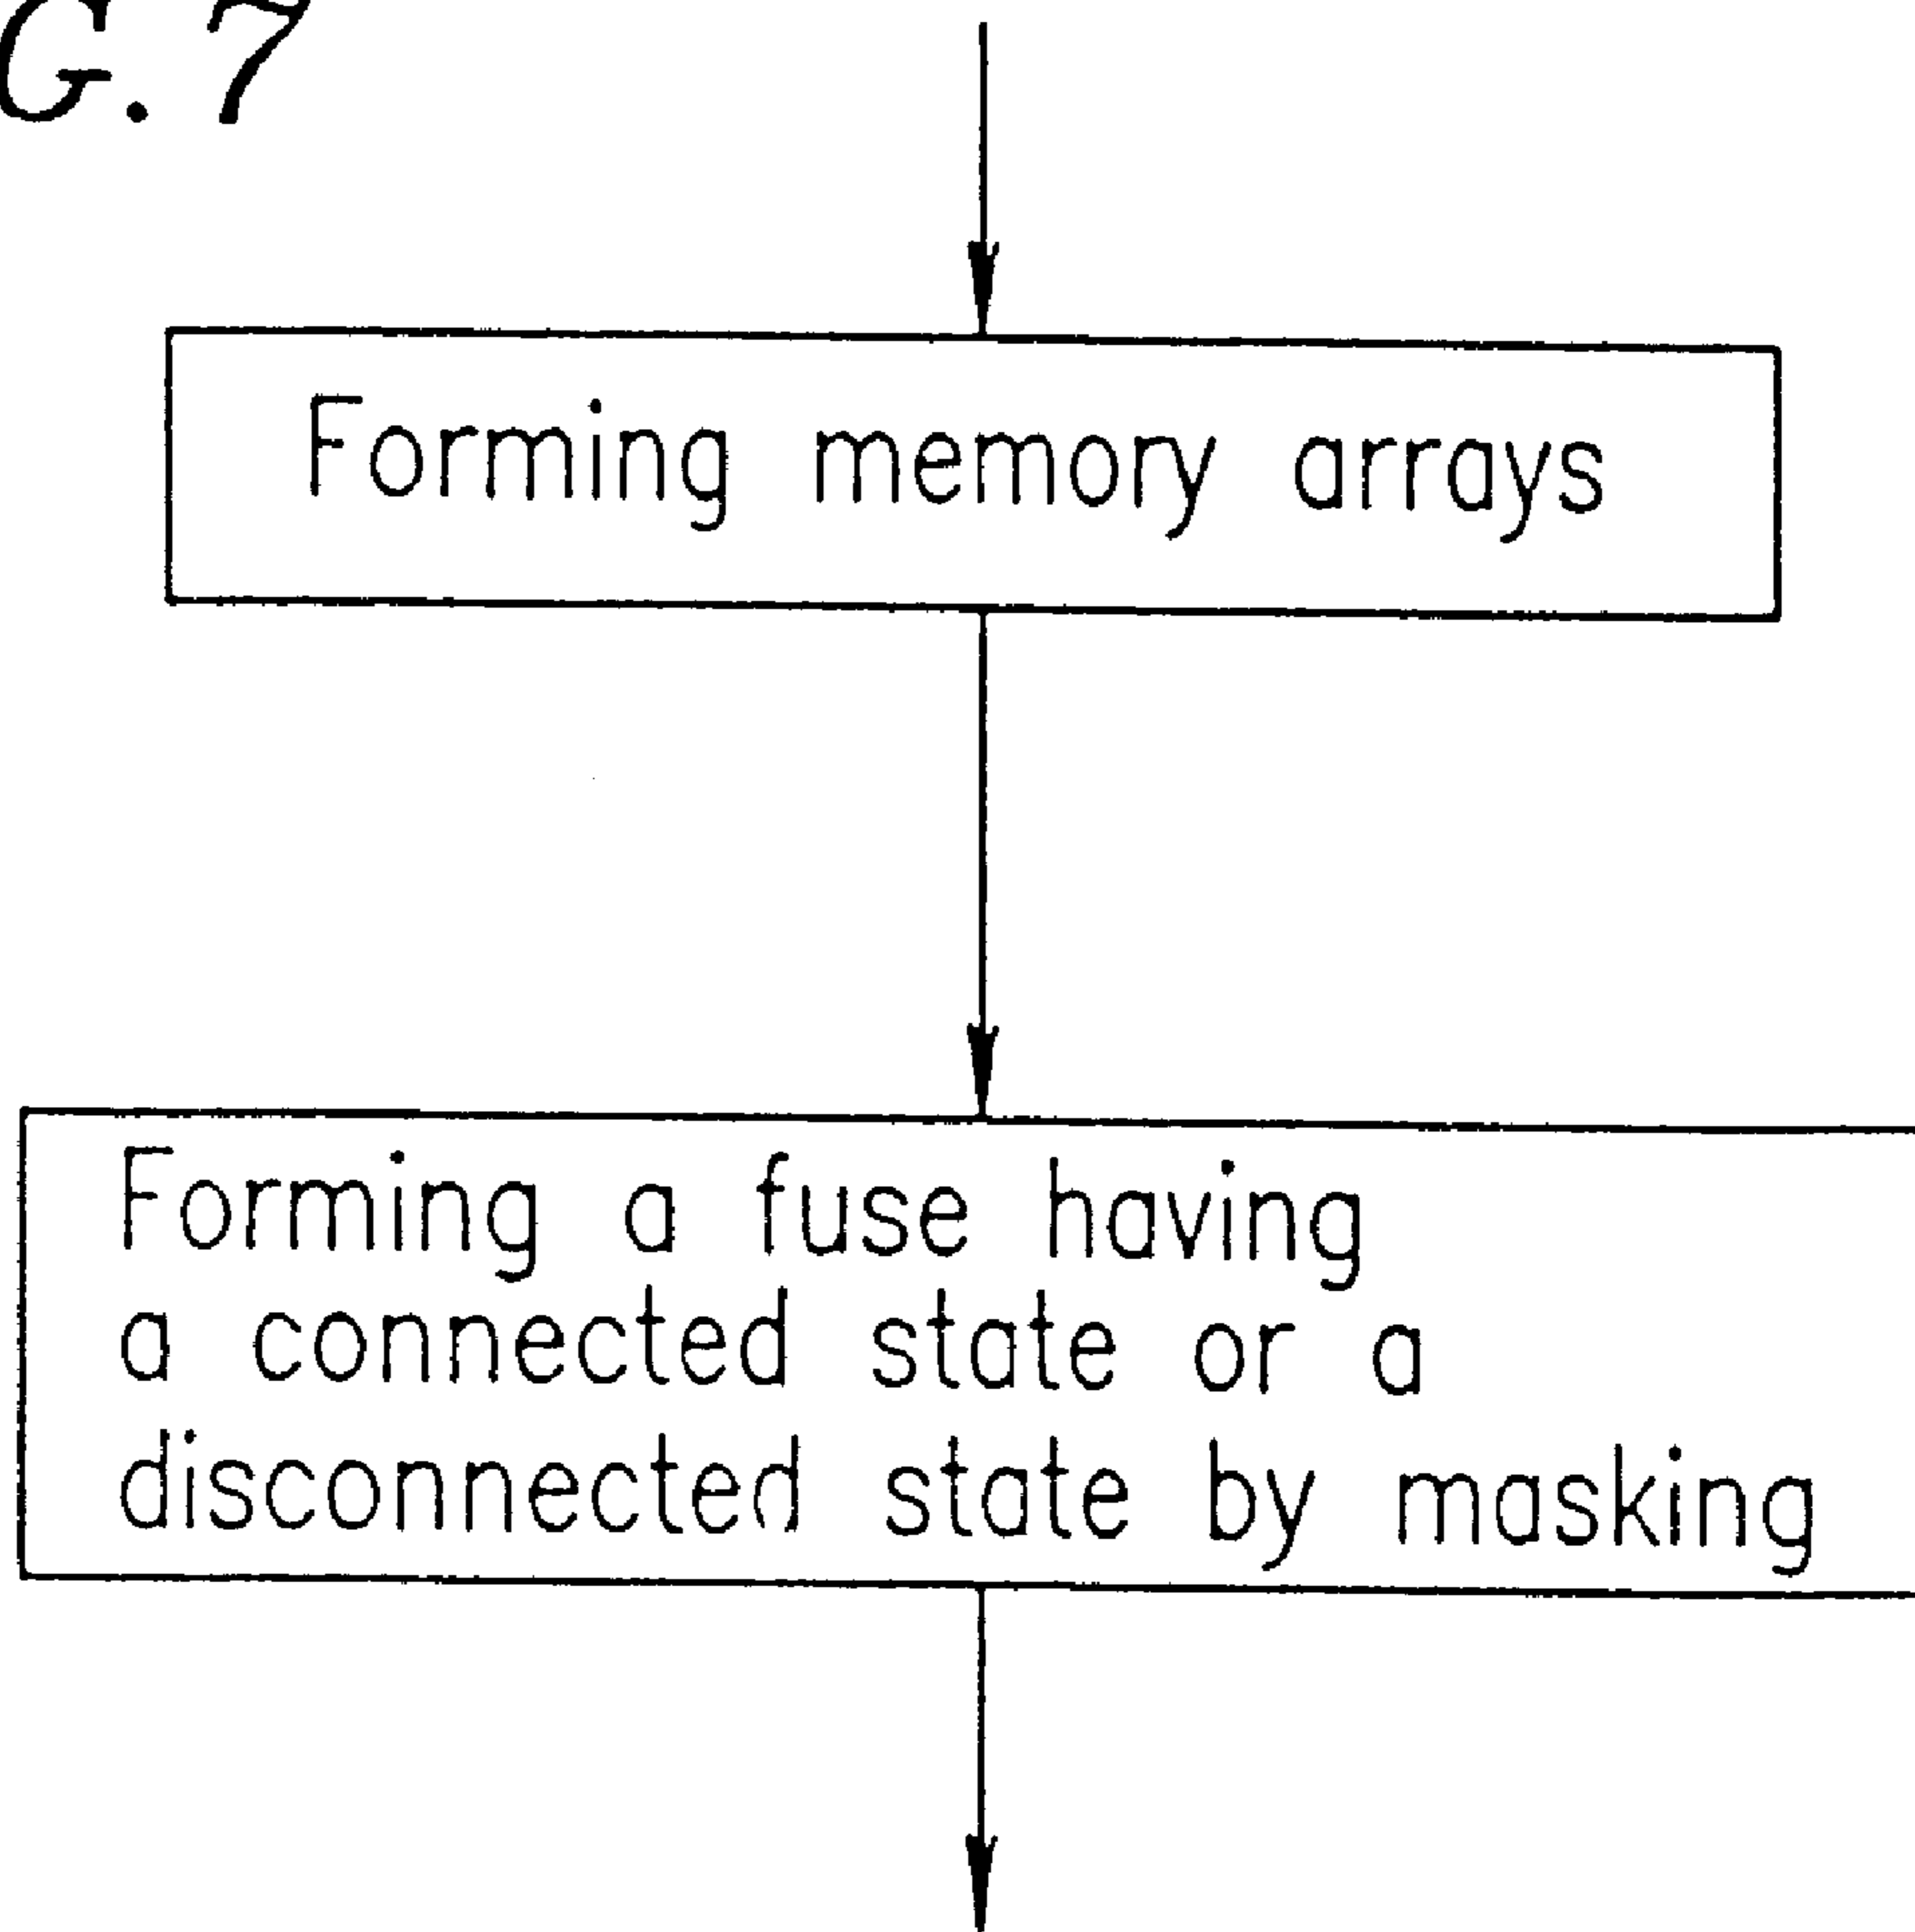 G. 7
Forming memory arrays
Forming a fuse having
a connected state or a
disconnected state by masking